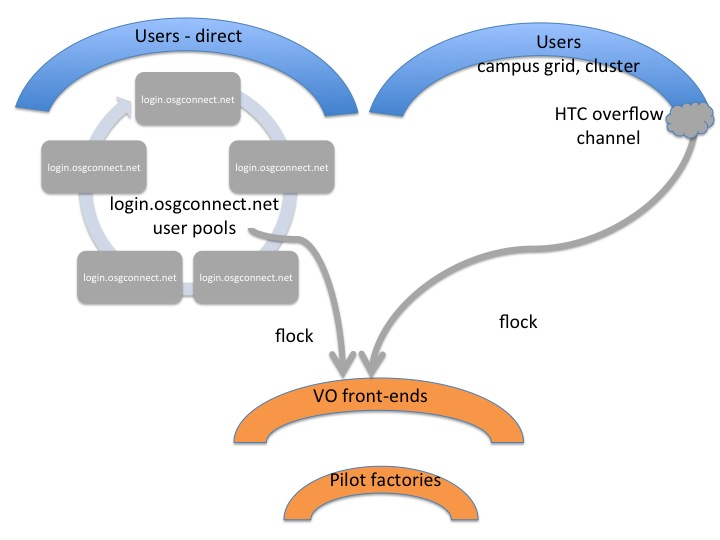 Users - direct
Users
campus grid, cluster
login.osgconnect.net
HTC overflow
channel
login.osgconnect.net
login.osgconnect.net
login.osgconnect.net
user pools
login.osgconnect.net
login.osgconnect.net
flock
flock
VO front-ends
Pilot factories